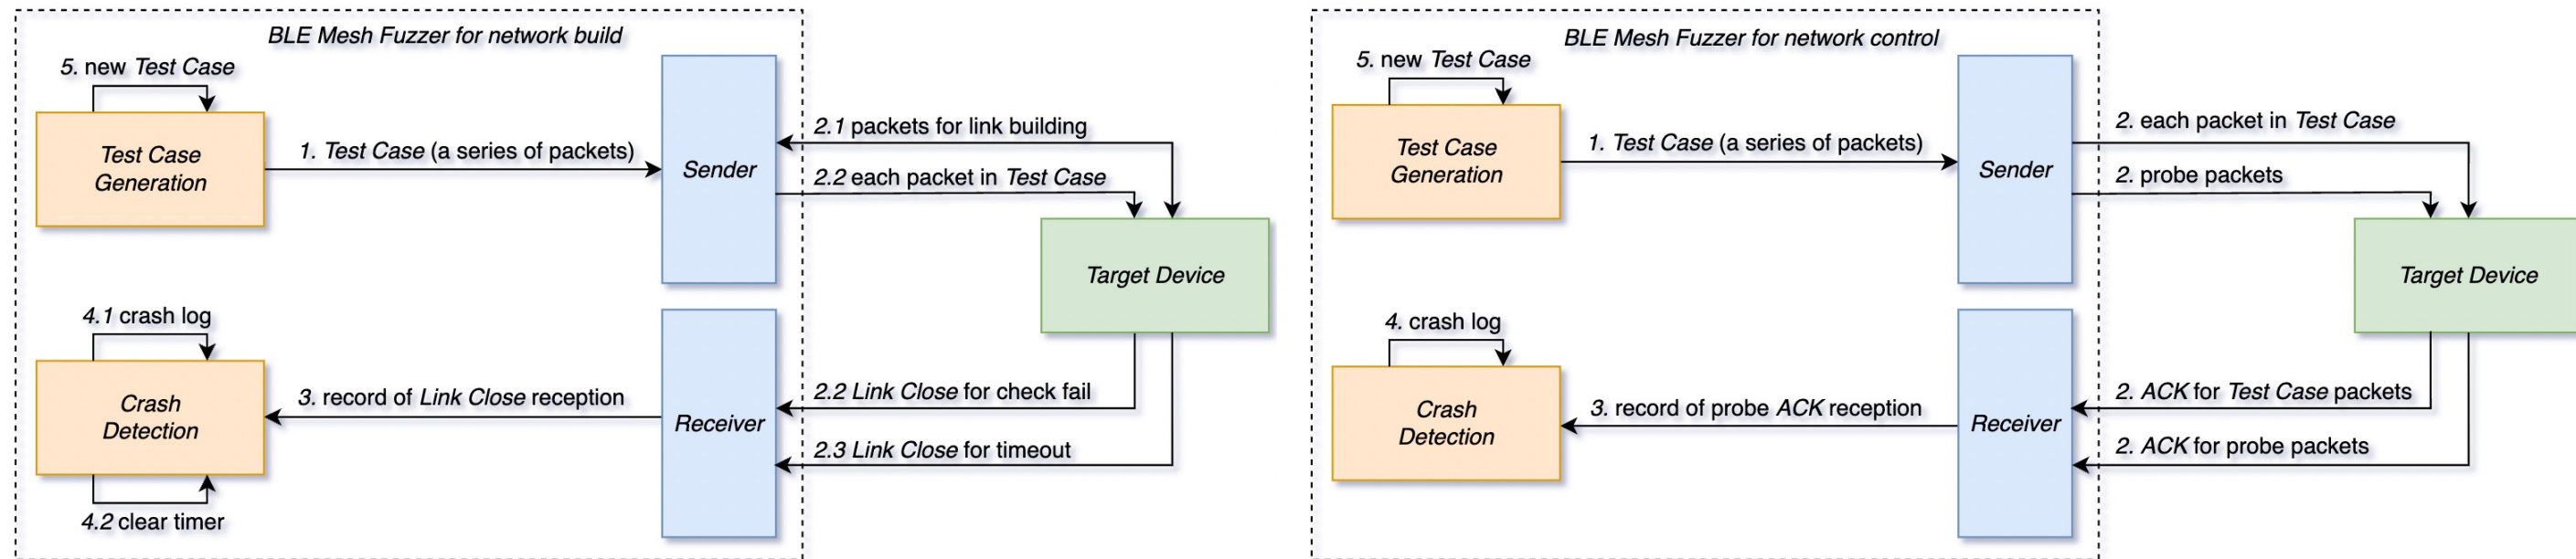 BLE Mesh Fuzzer for network build
5. new Test Case
Test Case
Generation
1. Test Case (a series of packets)
Sender
2.1 packets for link building
2.2 each packet in Test Case
Target Device
4.1 crash log
Crash
Detection
4.2 clear timer
3. record of Link Close reception
Receiver
2.2 Link Close for check fail
2.3 Link Close for timeout
BLE Mesh Fuzzer for network control
5. new Test Case
Test Case
Generation
1. Test Case (a series of packets)
Sender
2. each packet in Test Case
2. probe packets
Target Device
4. crash log
Crash
Detection
3. record of probe ACK reception
Receiver
2. ACK for Test Case packets
2. ACK for probe packets